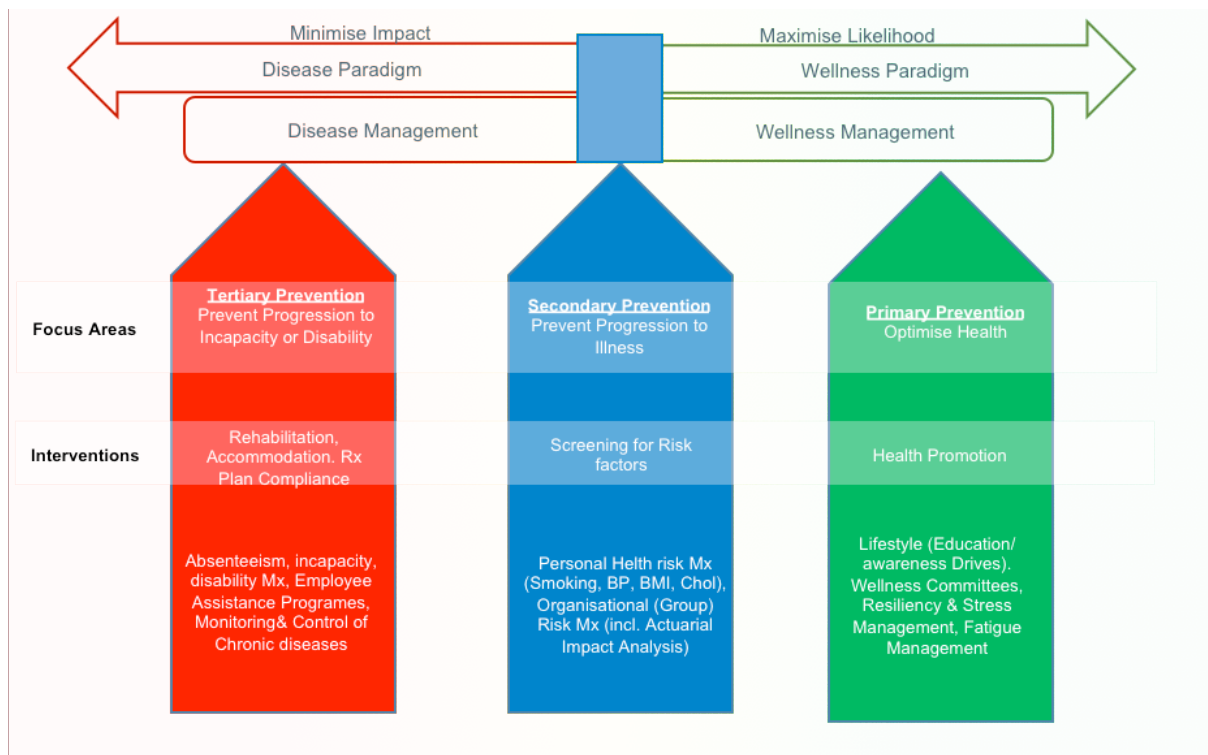 Minimise Impact
Maximise Likelihood
Disease Paradigm
Wellness Paradigm
Disease Management
Wellness Management
Focus Areas
Tertiary Prevention
Prevent Progression to
Incapacity or Disability
Secondary Prevention
Prevent Progression to
Illness
Primary Prevention
Optimise Health
Interventions
Rehabilitation,
Accommodation. Rx
Plan Compliance
Screening for Risk
factors
Health Promotion
Absenteeism, incapacity,
disability Mx, Employee
Assistance Programes,
Monitoring& Control of
Chronic diseases
Personal Helth risk Mx
(Smoking, BP, BMI, Chol),
Organisational (Group)
Risk Mx (incl. Actuarial
Impact Analysis)
Lifestyle (Education/
awareness Drives).
Wellness Committees,
Resiliency & Stress
Management, Fatigue
Management